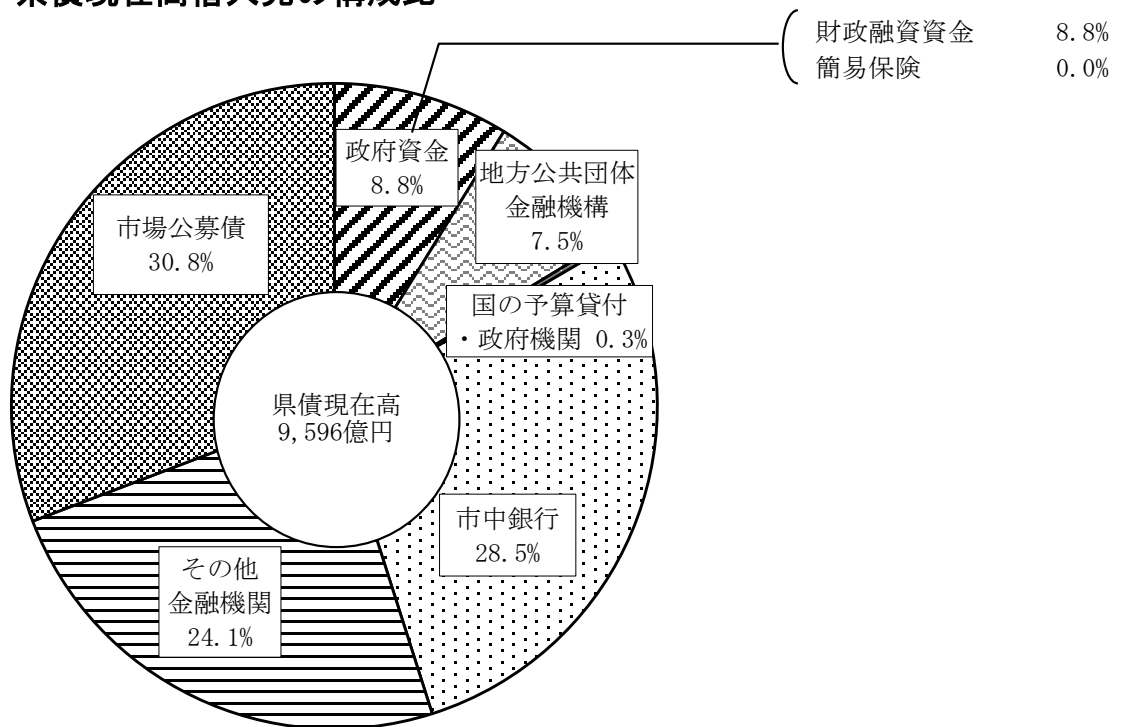 県債現在高借入先の構成比
財政融資資金 8.8%
簡易保険 0.0%
政府資金
8.8%
地方公共団体
金融機構
7.5%
国の予算貸付
・政府機関 0.3%
市場公募債
30.8%
県債現在高
9,596億円
市中銀行
28.5%
その他
金融機関
24.1%